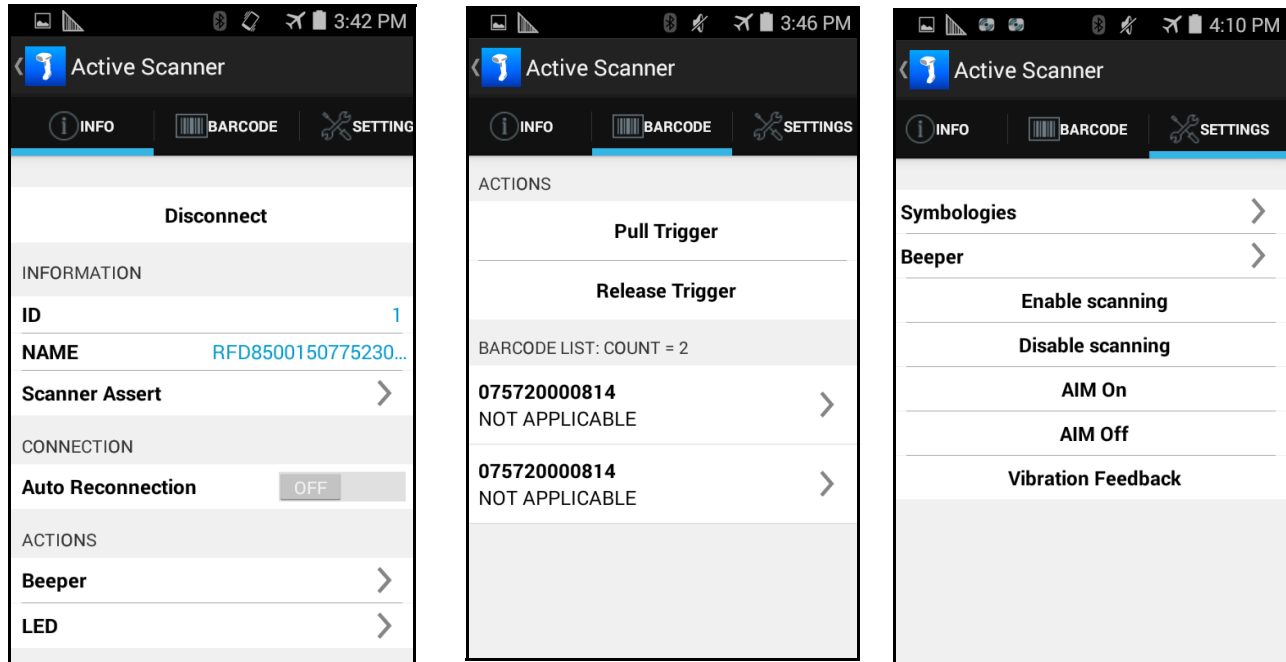 3:42 PM
Active Scanner
INFO BARCODE SETTING
Disconnect
INFORMATION
ID 1
NAME RFD8500150775230...
Scanner Assert
CONNECTION
Auto Reconnection OFF
ACTIONS
Beeper
LED
3:46 PM
Active Scanner
INFO BARCODE SETTINGS
ACTIONS
Pull Trigger
Release Trigger
BARCODE LIST: COUNT = 2
075720000814
NOT APPLICABLE
075720000814
NOT APPLICABLE
4:10 PM
Active Scanner
INFO BARCODE SETTINGS
Symbologies
Beeper
Enable scanning
Disable scanning
AIM On
AIM Off
Vibration Feedback